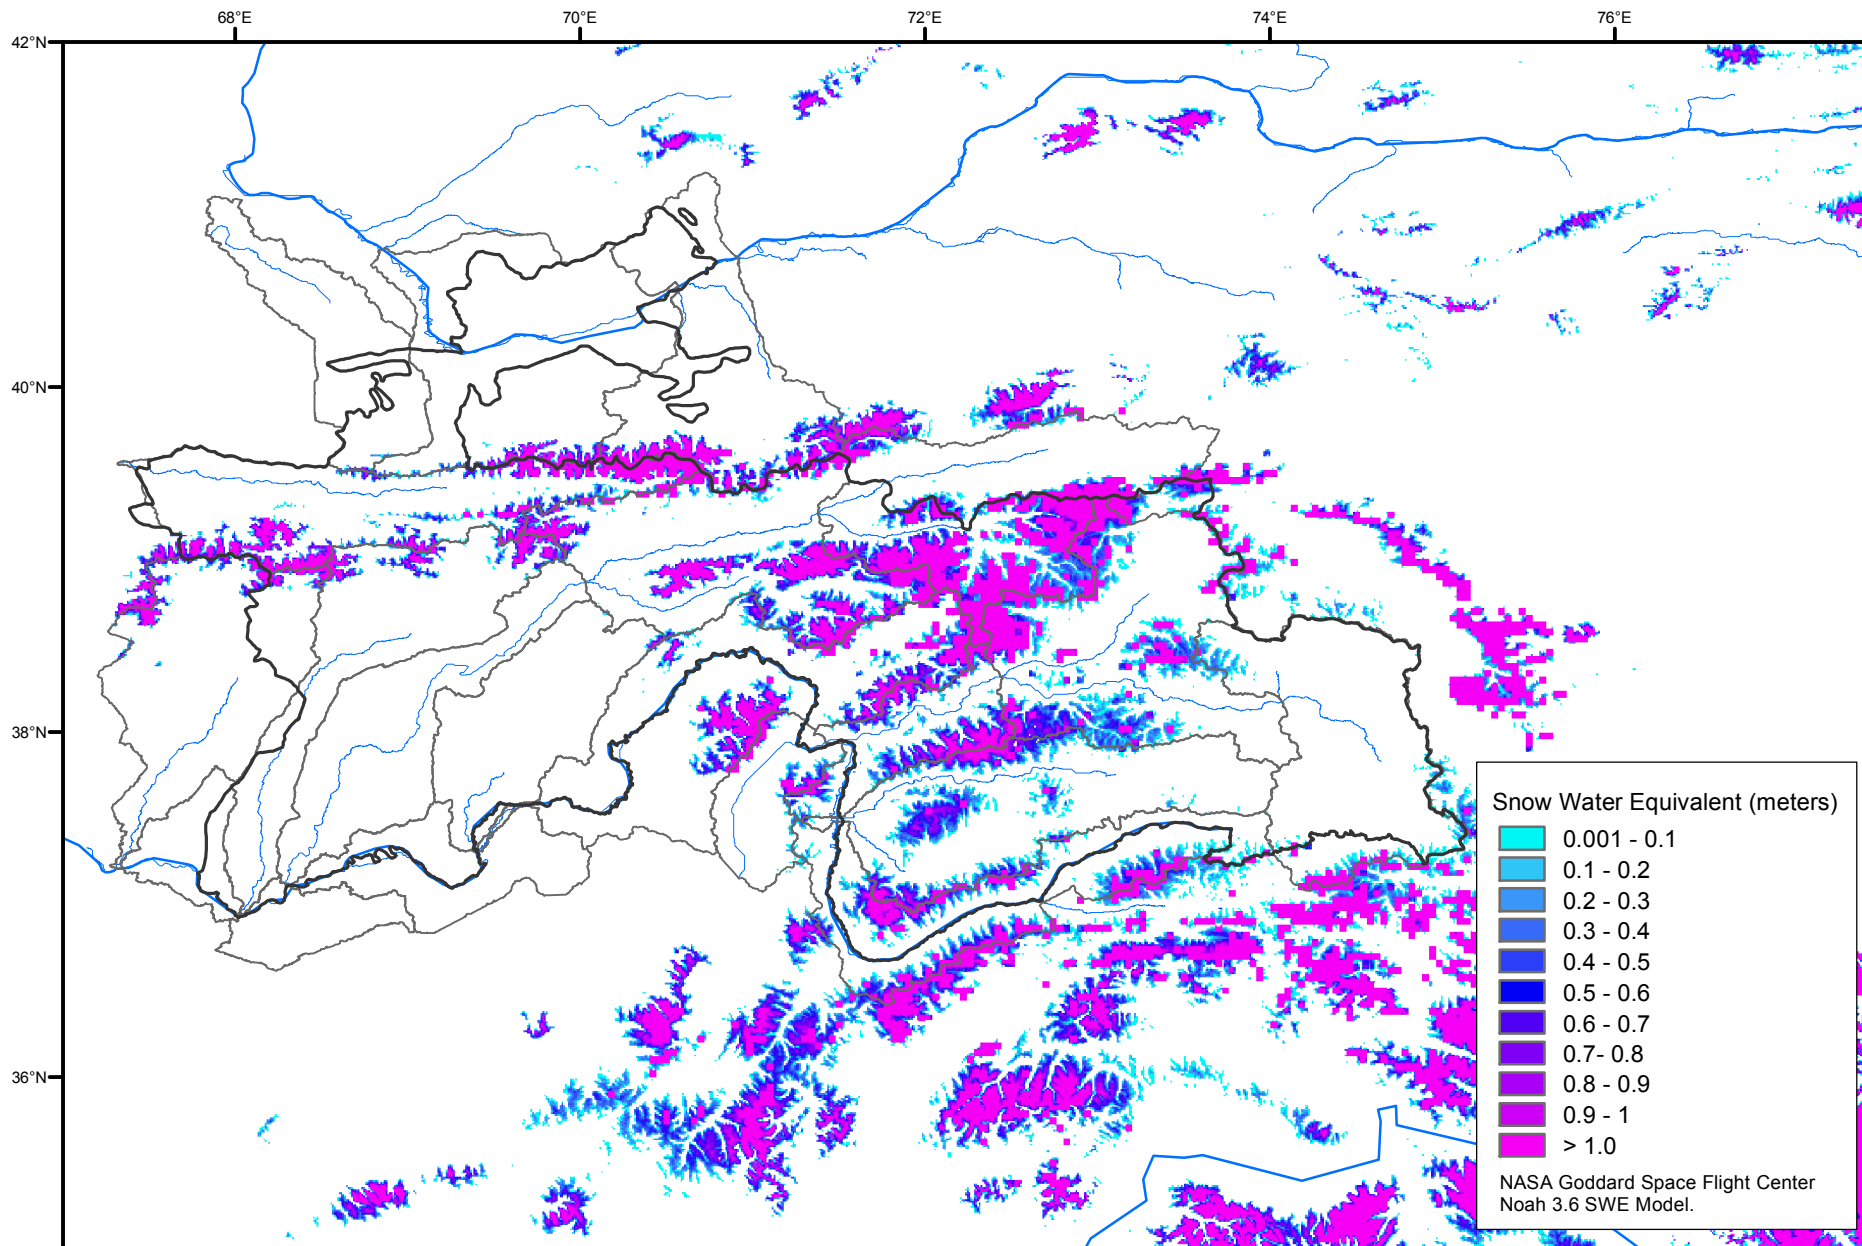 68°E
70°E
72°E
74°E
76°E
42°N
40°N
38°N
36°N
Snow Water Equivalent (meters)
0.001 - 0.1
0.1 - 0.2
0.2 - 0.3
0.3 - 0.4
0.4 - 0.5
0.5 - 0.6
0.6 - 0.7
0.7- 0.8
0.8 - 0.9
0.9 - 1
> 1.0
NASA Goddard Space Flight Center
Noah 3.6 SWE Model.